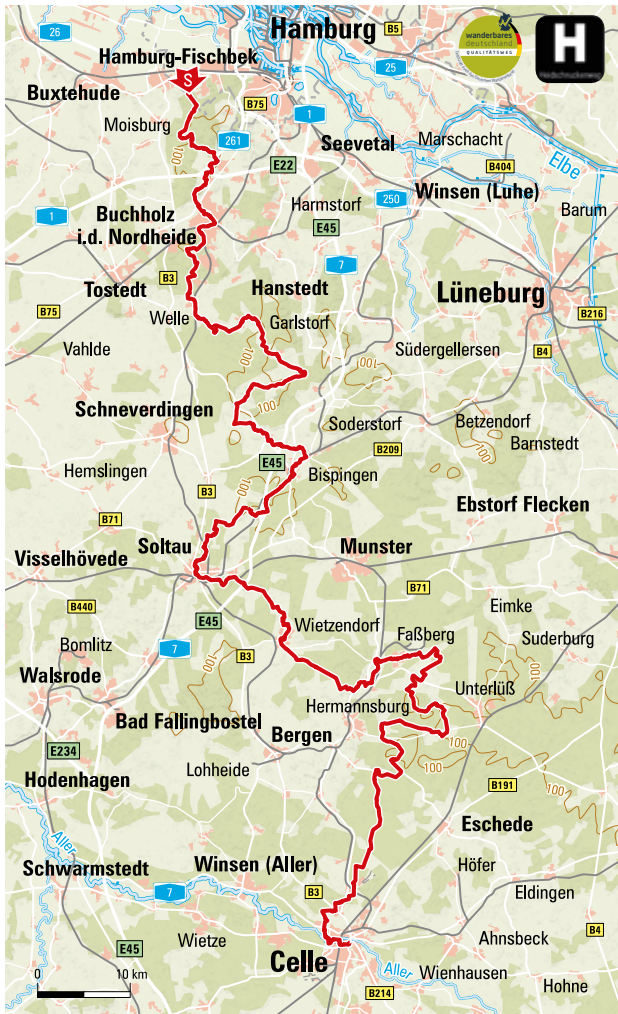 Hamburg
B5
wanderbares
deutschland
QUALITÄTSWEG
H
Heidschnuckenweg
26
Hamburg-Fischbek
S
25
Buxtehude
B75
1
Moisburg
100
261
Seevetal
Marschacht
Elbe
E22
B404
250
Winsen (Luhe)
Harmstorf
Barum
1
Buchholz
i.d. Nordheide
E45
7
B3
Tostedt
Hanstedt
Lüneburg
B75
Welle
Garlstorf
B216
Vahlde
100
100
Südergellersen
B4
Schneverdingen
100
Soderstorf
Betzendorf
Barnstedt
B209
Hemslingen
E45
Bispingen
B3
100
Ebstorf Flecken
B71
Soltau
Munster
Visselhövede
B71
B440
E45
Eimke
Wietzendorf
Faßberg
Suderburg
Bomlitz
7
B3
100
100
Walsrode
Unterlüß
Hermannsburg
Bad Fallingbostel
Bergen
E234
Lohheide
100
100
Hodenhagen
B191
Aller
Eschede
Schwarmstedt
Winsen (Aller)
Höfer
7
B3
Eldingen
Wietze
Ahnsbeck
B4
E45
Celle
Aller
Wienhausen
0
10 km
Hohne
B214